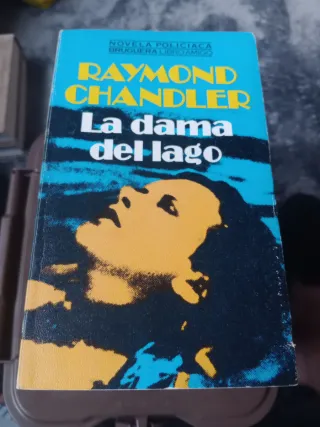 NOVELA POLICIACA
BRUGUERA LIBRO AMIGO
RAYMOND
CHANDLER
La dama
del lago